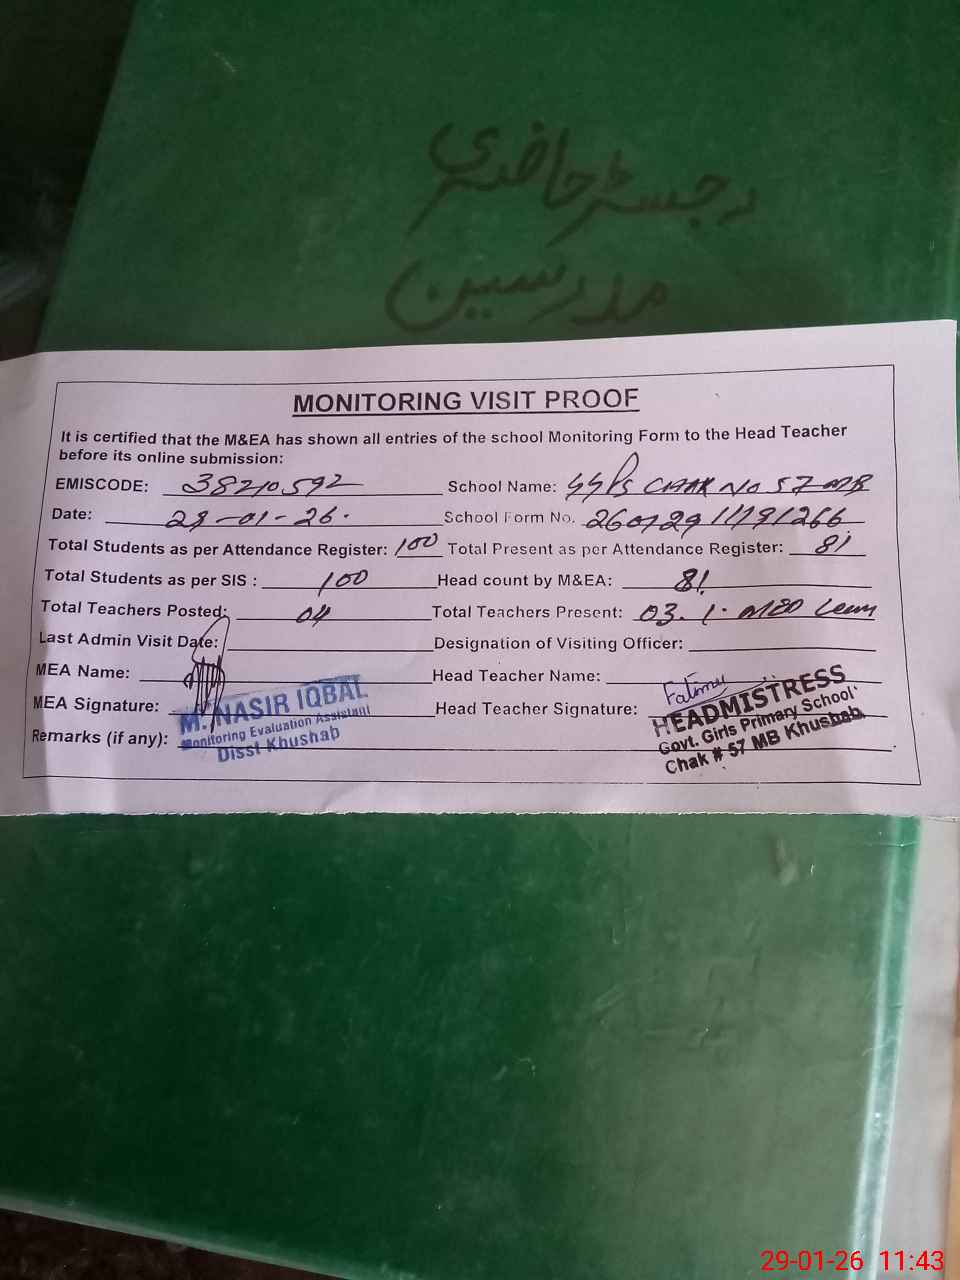 رجسٹر حاضری
مدرسین
MONITORING VISIT PROOF
It is certified that the M&EA has shown all entries of the school Monitoring Form to the Head Teacher
before its online submission:
EMISCODE: 38210592 School Name: GGPS CHAK No 57 MB
Date: 29-01-26. School Form No. 260129111791266
Total Students as per Attendance Register: 100 Total Present as per Attendance Register: 81
Total Students as per SIS : 100 Head count by M&EA: 81
Total Teachers Posted: 04 Total Teachers Present: 03. 1.
Last Admin Visit Date: Designation of Visiting Officer:
MEA Name: Head Teacher Name:
MEA Signature: Head Teacher Signature: Fatima
Remarks (if any):
M. NASIR IQBAL
Monitoring Evaluation Assistant
Disst Khushab
HEADMISTRESS
Govt. Girls Primary School
Chak # 57 MB Khushab.
29-01-26 11:43